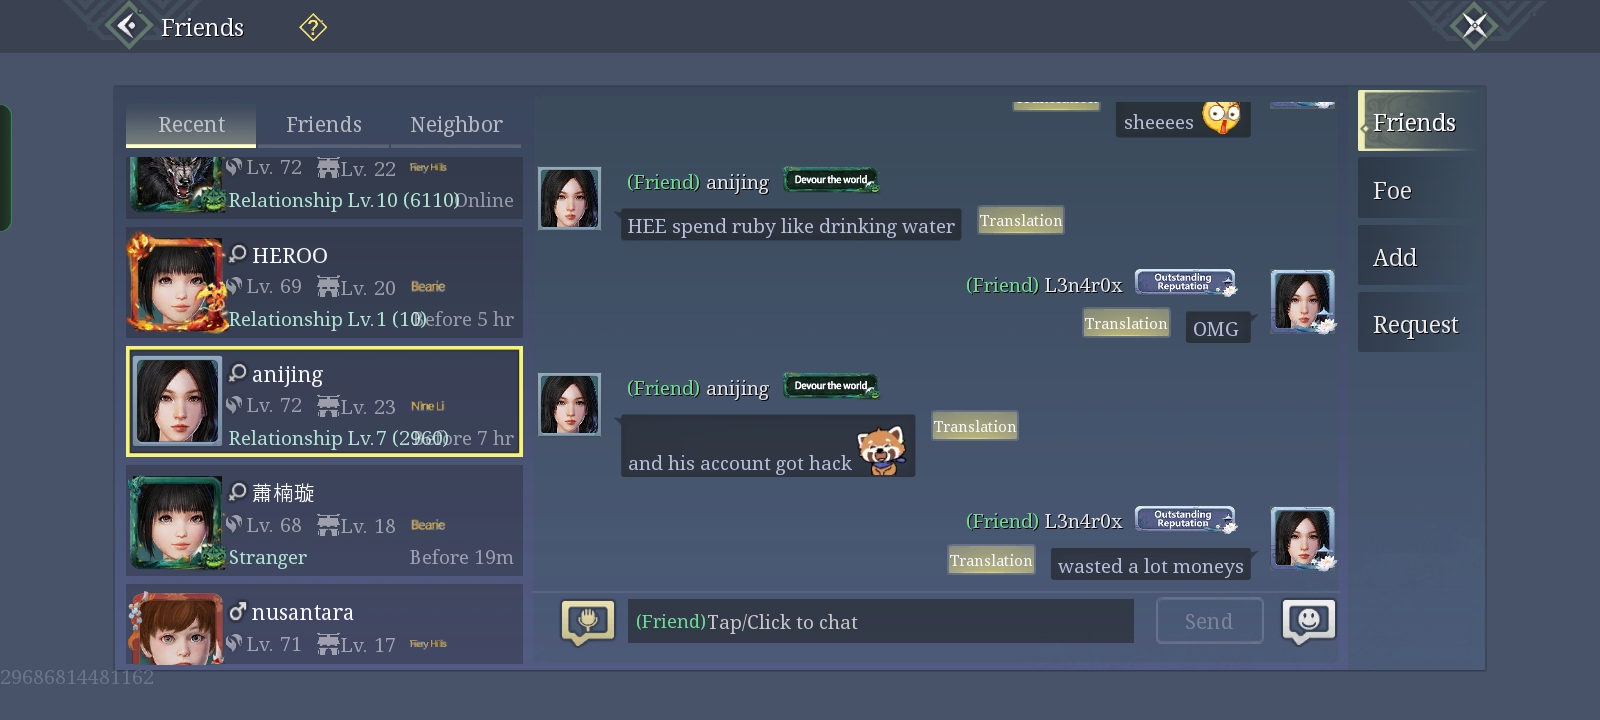 Friends
?
Recent
Friends
Neighbor
Lv. 72
Lv. 22
Fiery Hills
Relationship Lv.10 (6110)
Online
HEROO
Lv. 69
Lv. 20
Bearie
Relationship Lv.1 (10)
Before 5 hr
anijing
Lv. 72
Lv. 23
Nine Li
Relationship Lv.7 (2960)
Before 7 hr
蕭楠璇
Lv. 68
Lv. 18
Bearie
Stranger
Before 19m
nusantara
Lv. 71
Lv. 17
Fiery Hills
Translation
sheeees
(Friend) anijing
Devour the world
HEE spend ruby like drinking water
Translation
(Friend) L3n4r0x
Outstanding
Reputation
Translation
OMG
(Friend) anijing
Devour the world
and his account got hack
Translation
(Friend) L3n4r0x
Outstanding
Reputation
Translation
wasted a lot moneys
(Friend)Tap/Click to chat
Send
Friends
Foe
Add
Request
29686814481162